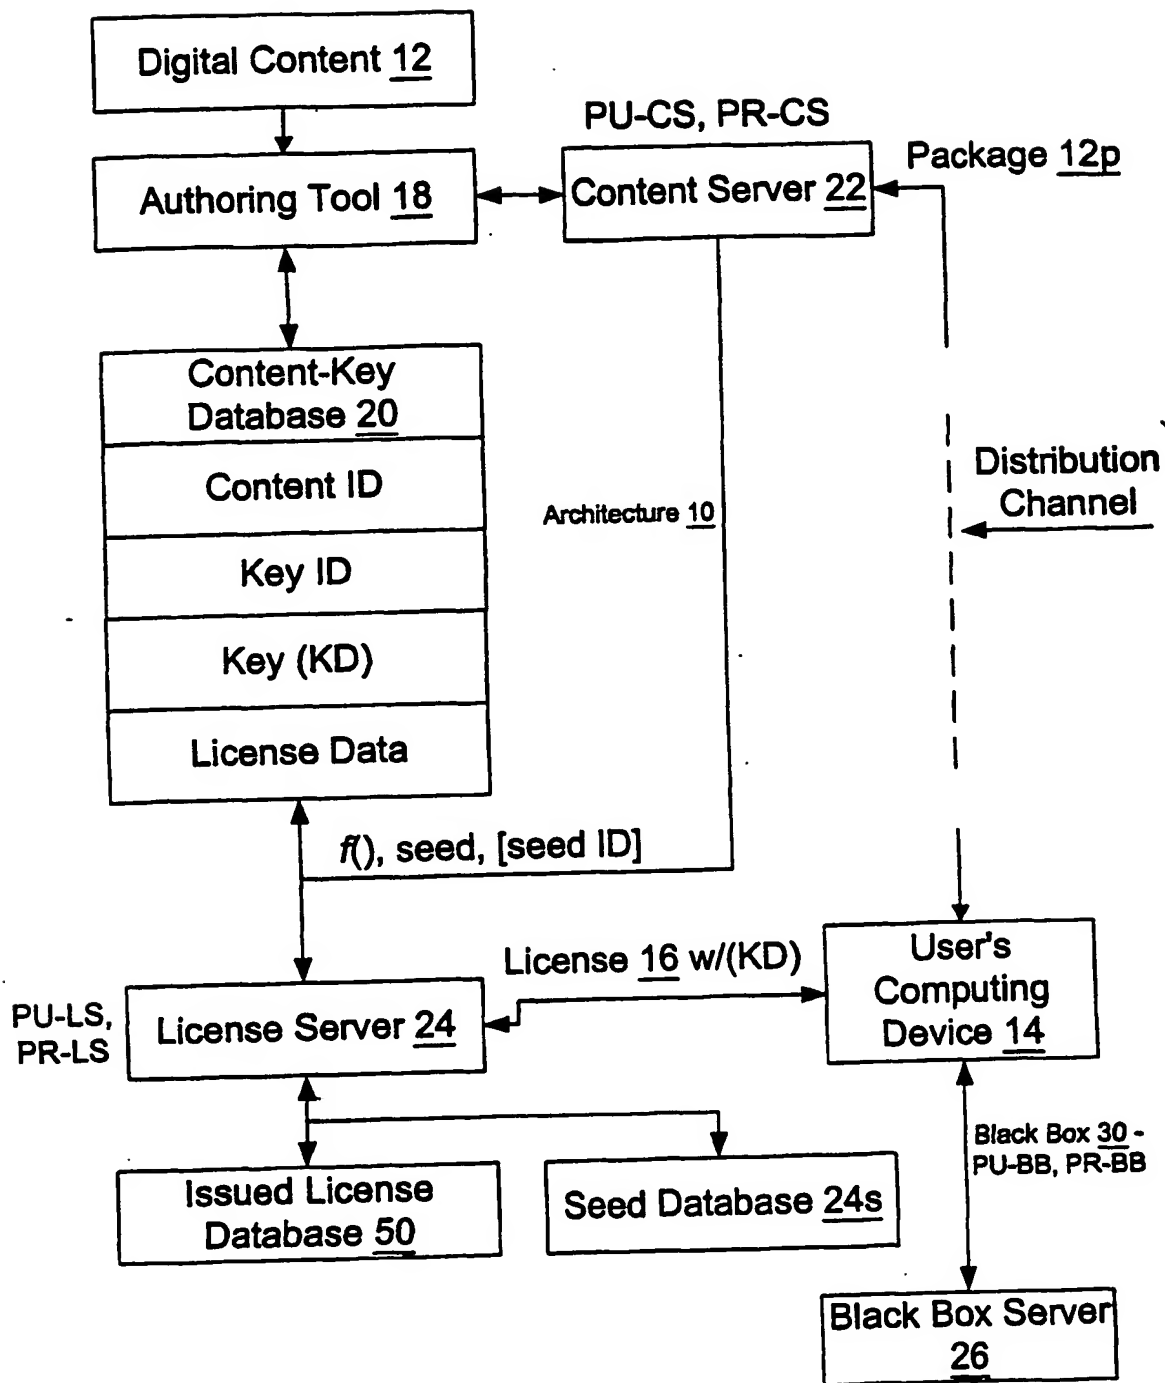 Digital Content 12
PU-CS, PR-CS
Package 12p
Authoring Tool 18
Content Server 22
Content-Key
Database 20
Content ID
Key ID
Key (KD)
License Data
Architecture 10
Distribution
Channel
f(), seed, [seed ID]
License 16 w/(KD)
User's
Computing
Device 14
PU-LS,
PR-LS
License Server 24
Black Box 30 -
PU-BB, PR-BB
Issued License
Database 50
Seed Database 24s
Black Box Server
26